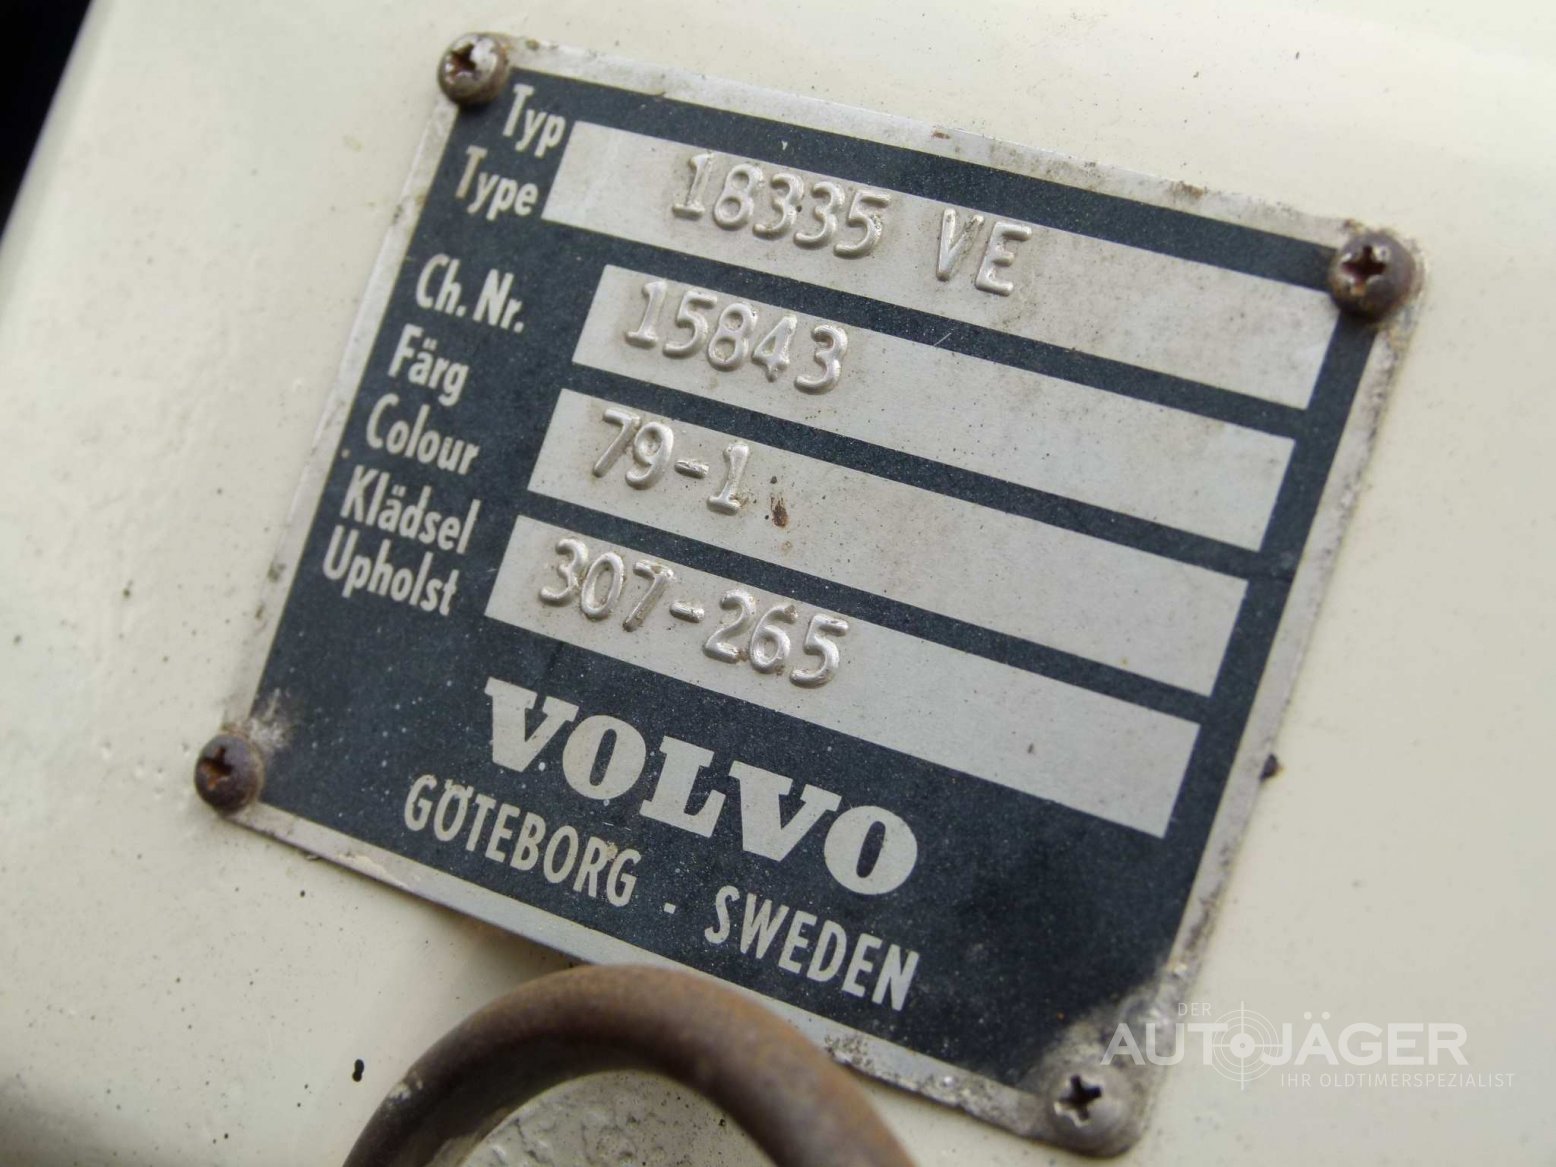 Typ
Type
18335 VE
Ch. Nr.
15843
Färg
Colour
79-1
Klädsel
Upholst
307-265
VOLVO
GÖTEBORG . SWEDEN
DER
AUTOJÄGER
IHR OLDTIMERSPEZIALIST